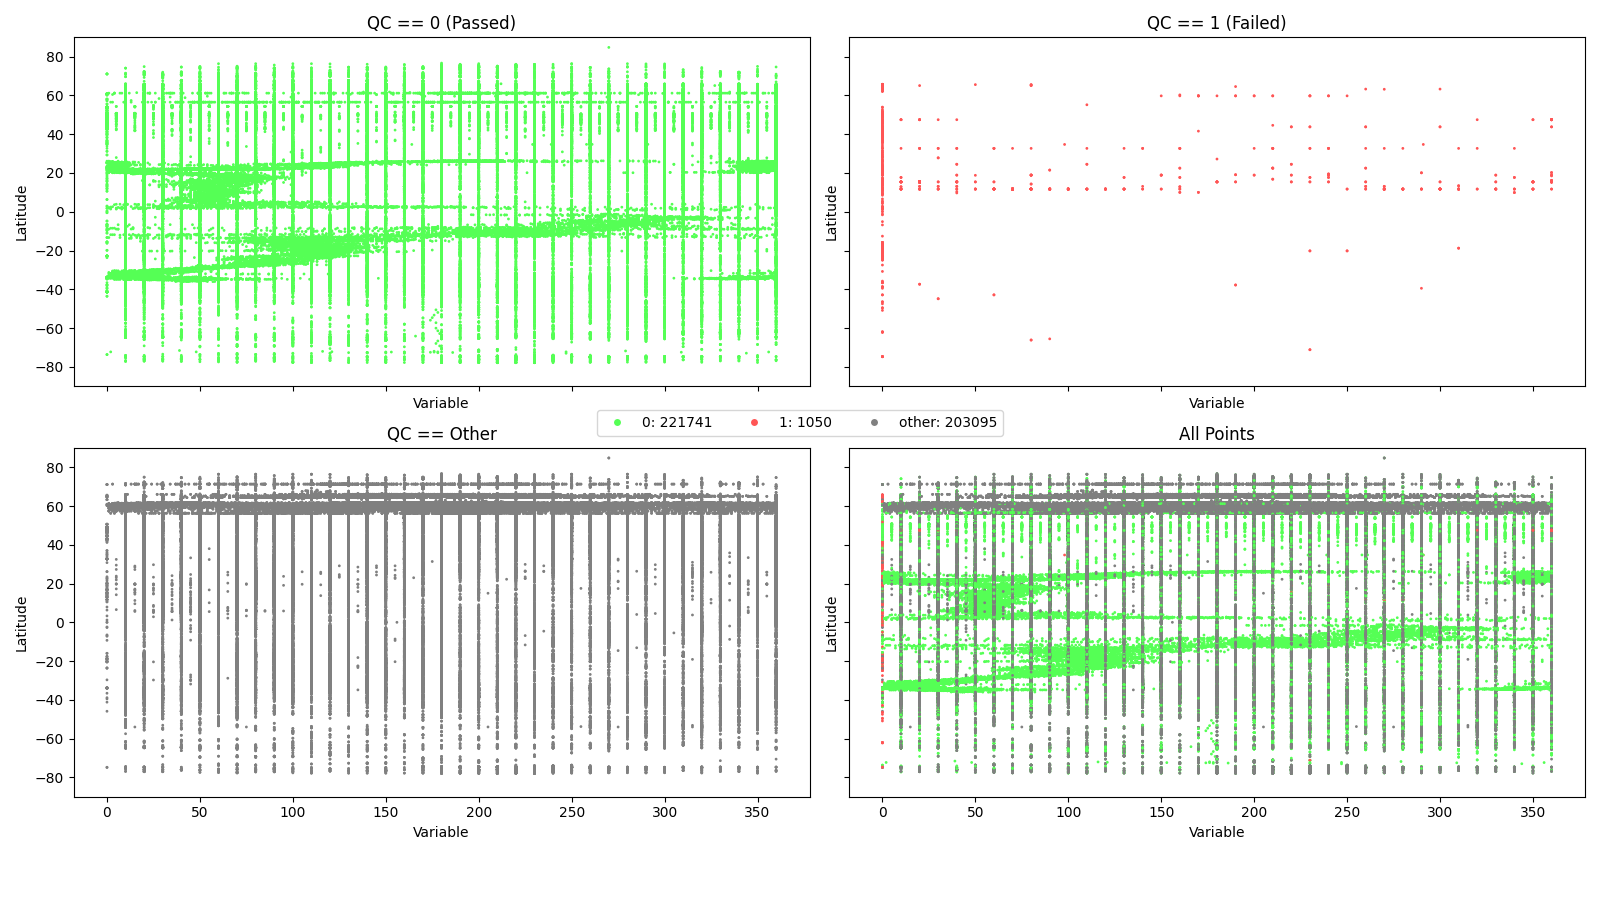 QC == 0 (Passed)
QC == 1 (Failed)
80
60
40
20
0
−20
−40
−60
−80
Latitude
Latitude
Variable
Variable
0: 221741 1: 1050 other: 203095
QC == Other
All Points
80
60
40
20
0
−20
−40
−60
−80
Latitude
Latitude
0 50 100 150 200 250 300 350
0 50 100 150 200 250 300 350
Variable
Variable